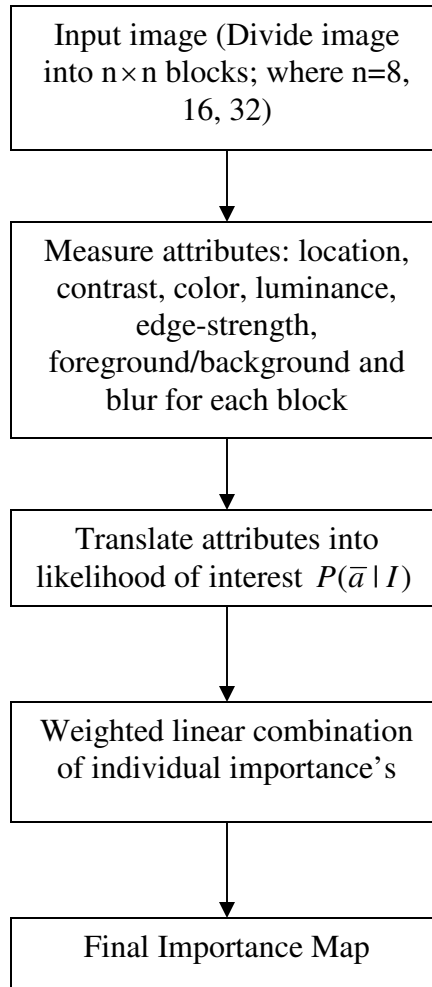 Input image (Divide image
into n×n blocks; where n=8,
16, 32)
Measure attributes: location,
contrast, color, luminance,
edge-strength,
foreground/background and
blur for each block
Translate attributes into
likelihood of interest P(a̅ | I)
Weighted linear combination
of individual importance’s
Final Importance Map